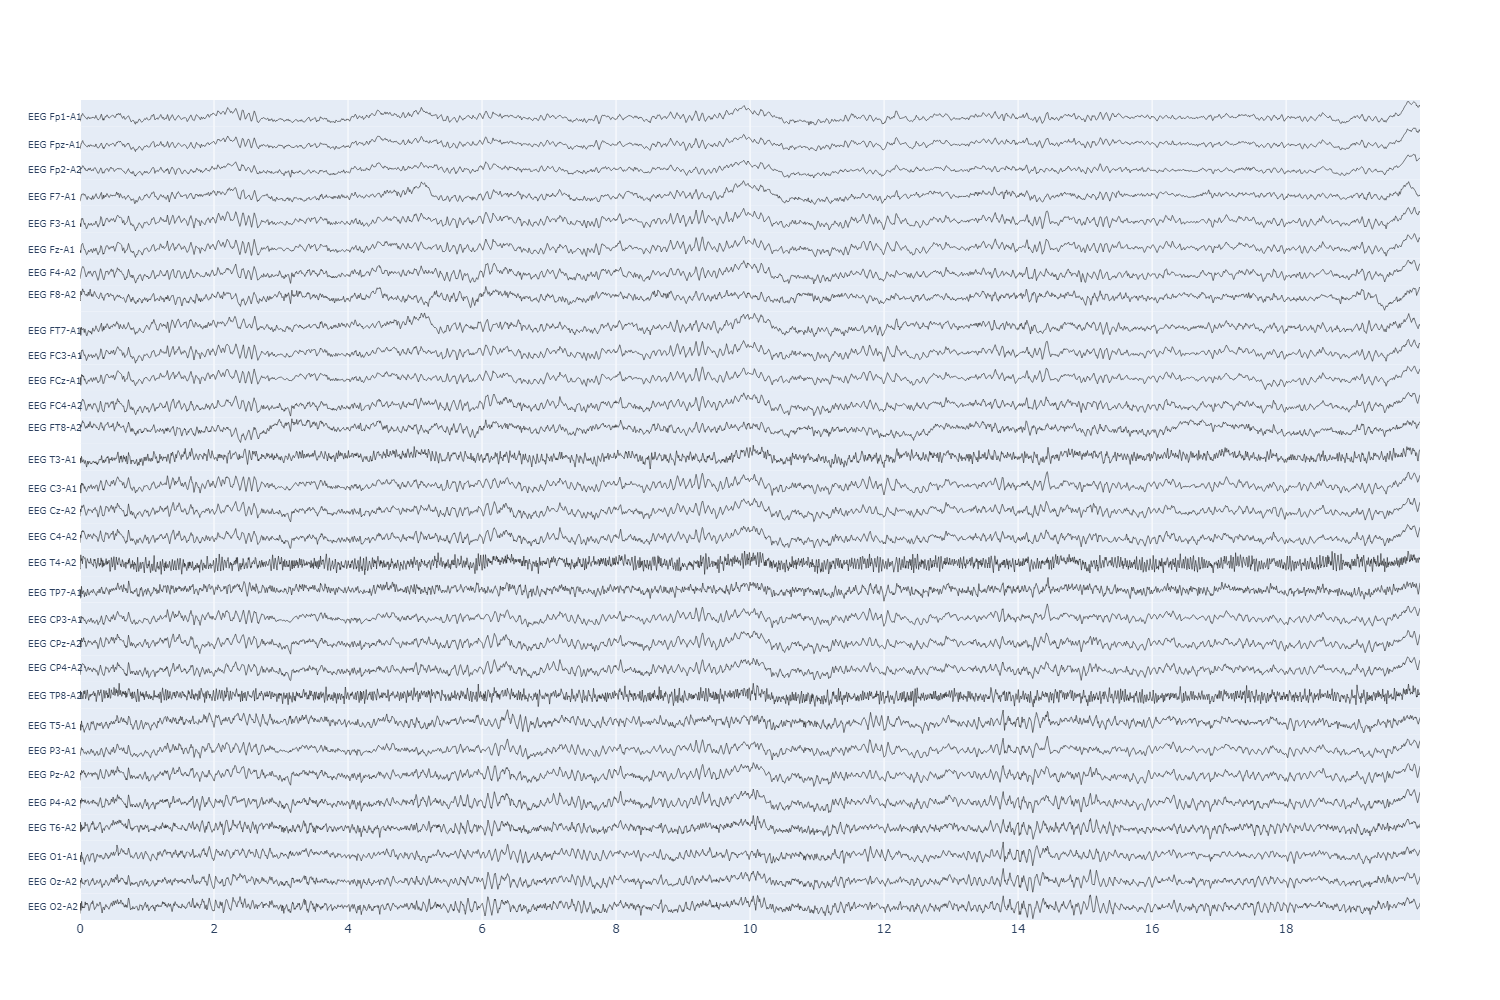 EEG Fp1-A1
EEG Fpz-A1
EEG Fp2-A2
EEG F7-A1
EEG F3-A1
EEG Fz-A1
EEG F4-A2
EEG F8-A2
EEG FT7-A1
EEG FC3-A1
EEG FCz-A1
EEG FC4-A2
EEG FT8-A2
EEG T3-A1
EEG C3-A1
EEG Cz-A2
EEG C4-A2
EEG T4-A2
EEG TP7-A1
EEG CP3-A1
EEG CPz-A2
EEG CP4-A2
EEG TP8-A2
EEG T5-A1
EEG P3-A1
EEG Pz-A2
EEG P4-A2
EEG T6-A2
EEG O1-A1
EEG Oz-A2
EEG O2-A2
0 2 4 6 8 10 12 14 16 18